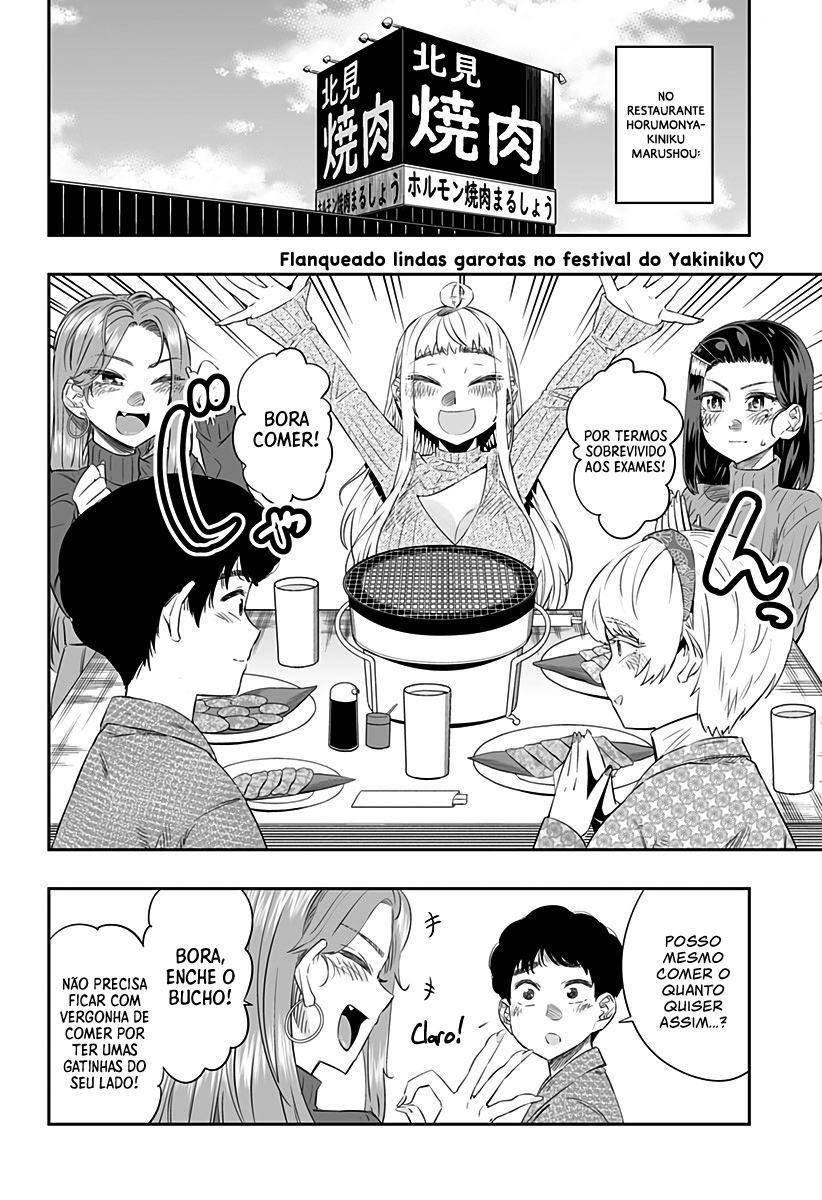 NO
RESTAURANTE
HORUMONYA-
KINIKU
MARUSHOU:
北見
焼肉
ホルモン焼肉まるしょう
北見
焼肉
ホルモン焼肉まるしょう
Flanqueado lindas garotas no festival do Yakiniku♡
POR TERMOS
SOBREVIVIDO
AOS EXAMES!
BORA
COMER!
じゃや
んっ
POSSO
MESMO
COMER O
QUANTO
QUISER
ASSIM...?
Claro!
BORA,
ENCHE O
BUCHO!
NÃO PRECISA
FICAR COM
VERGONHA DE
COMER POR
TER UMAS
GATINHAS DO
SEU LADO!